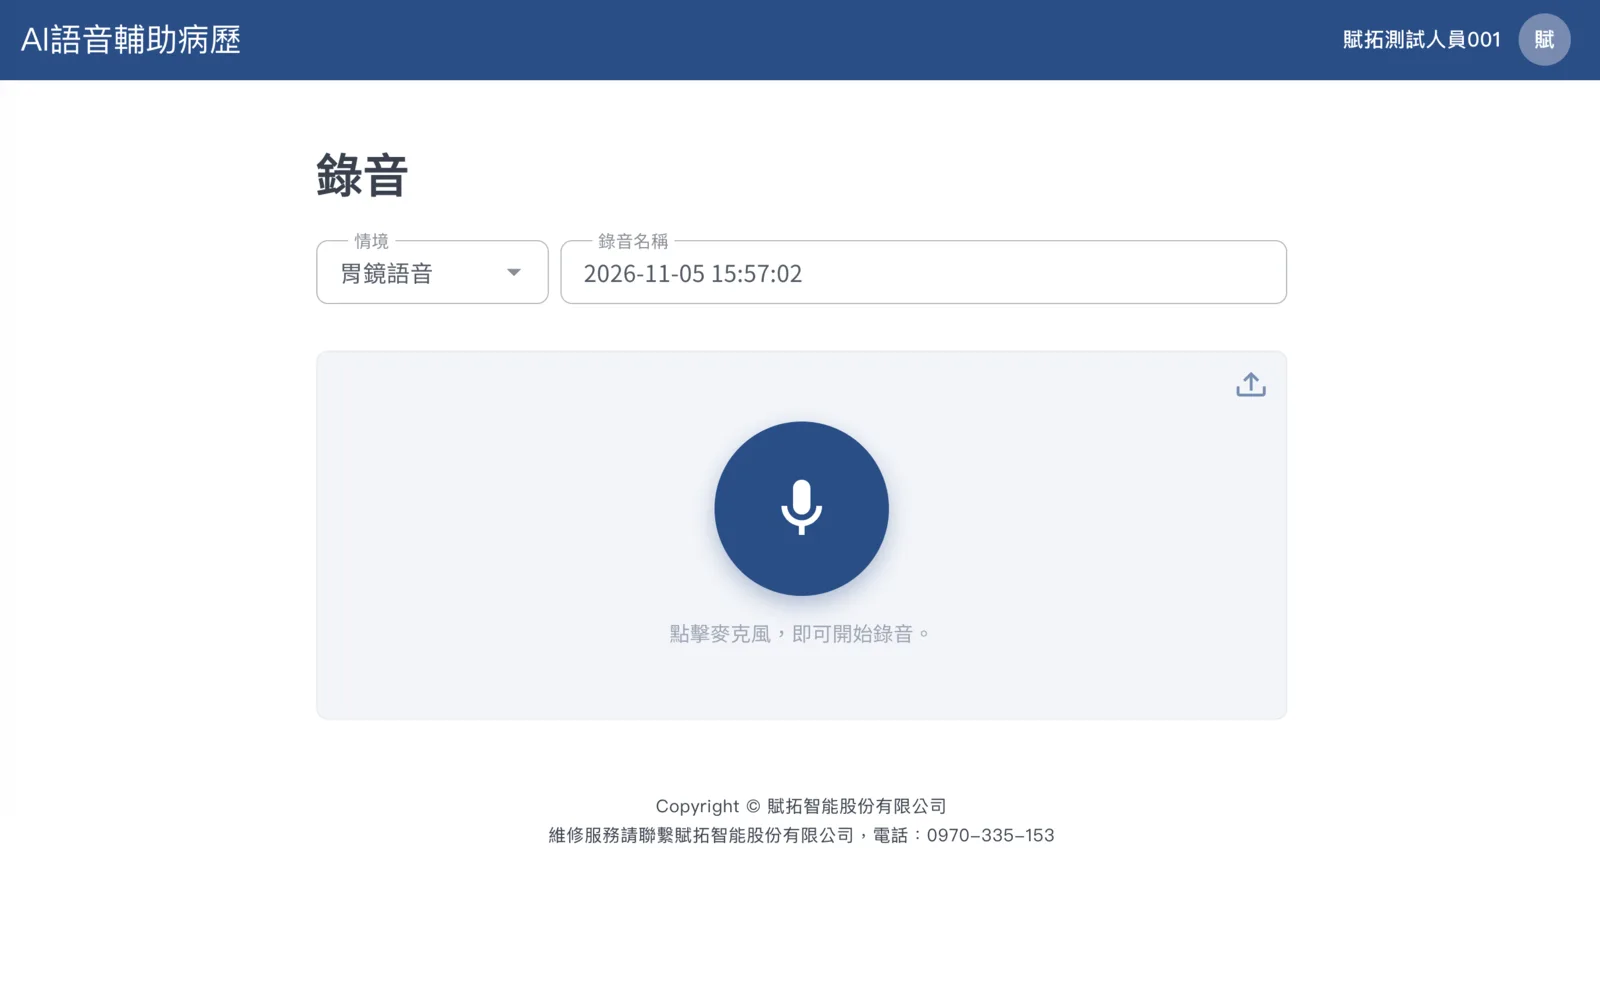 AI語音輔助病歷
賦拓測試人員001
賦
錄音
情境
胃鏡語音
錄音名稱
2026-11-05 15:57:02
點擊麥克風，即可開始錄音。
Copyright © 賦拓智能股份有限公司
維修服務請聯繫賦拓智能股份有限公司，電話：0970-335-153